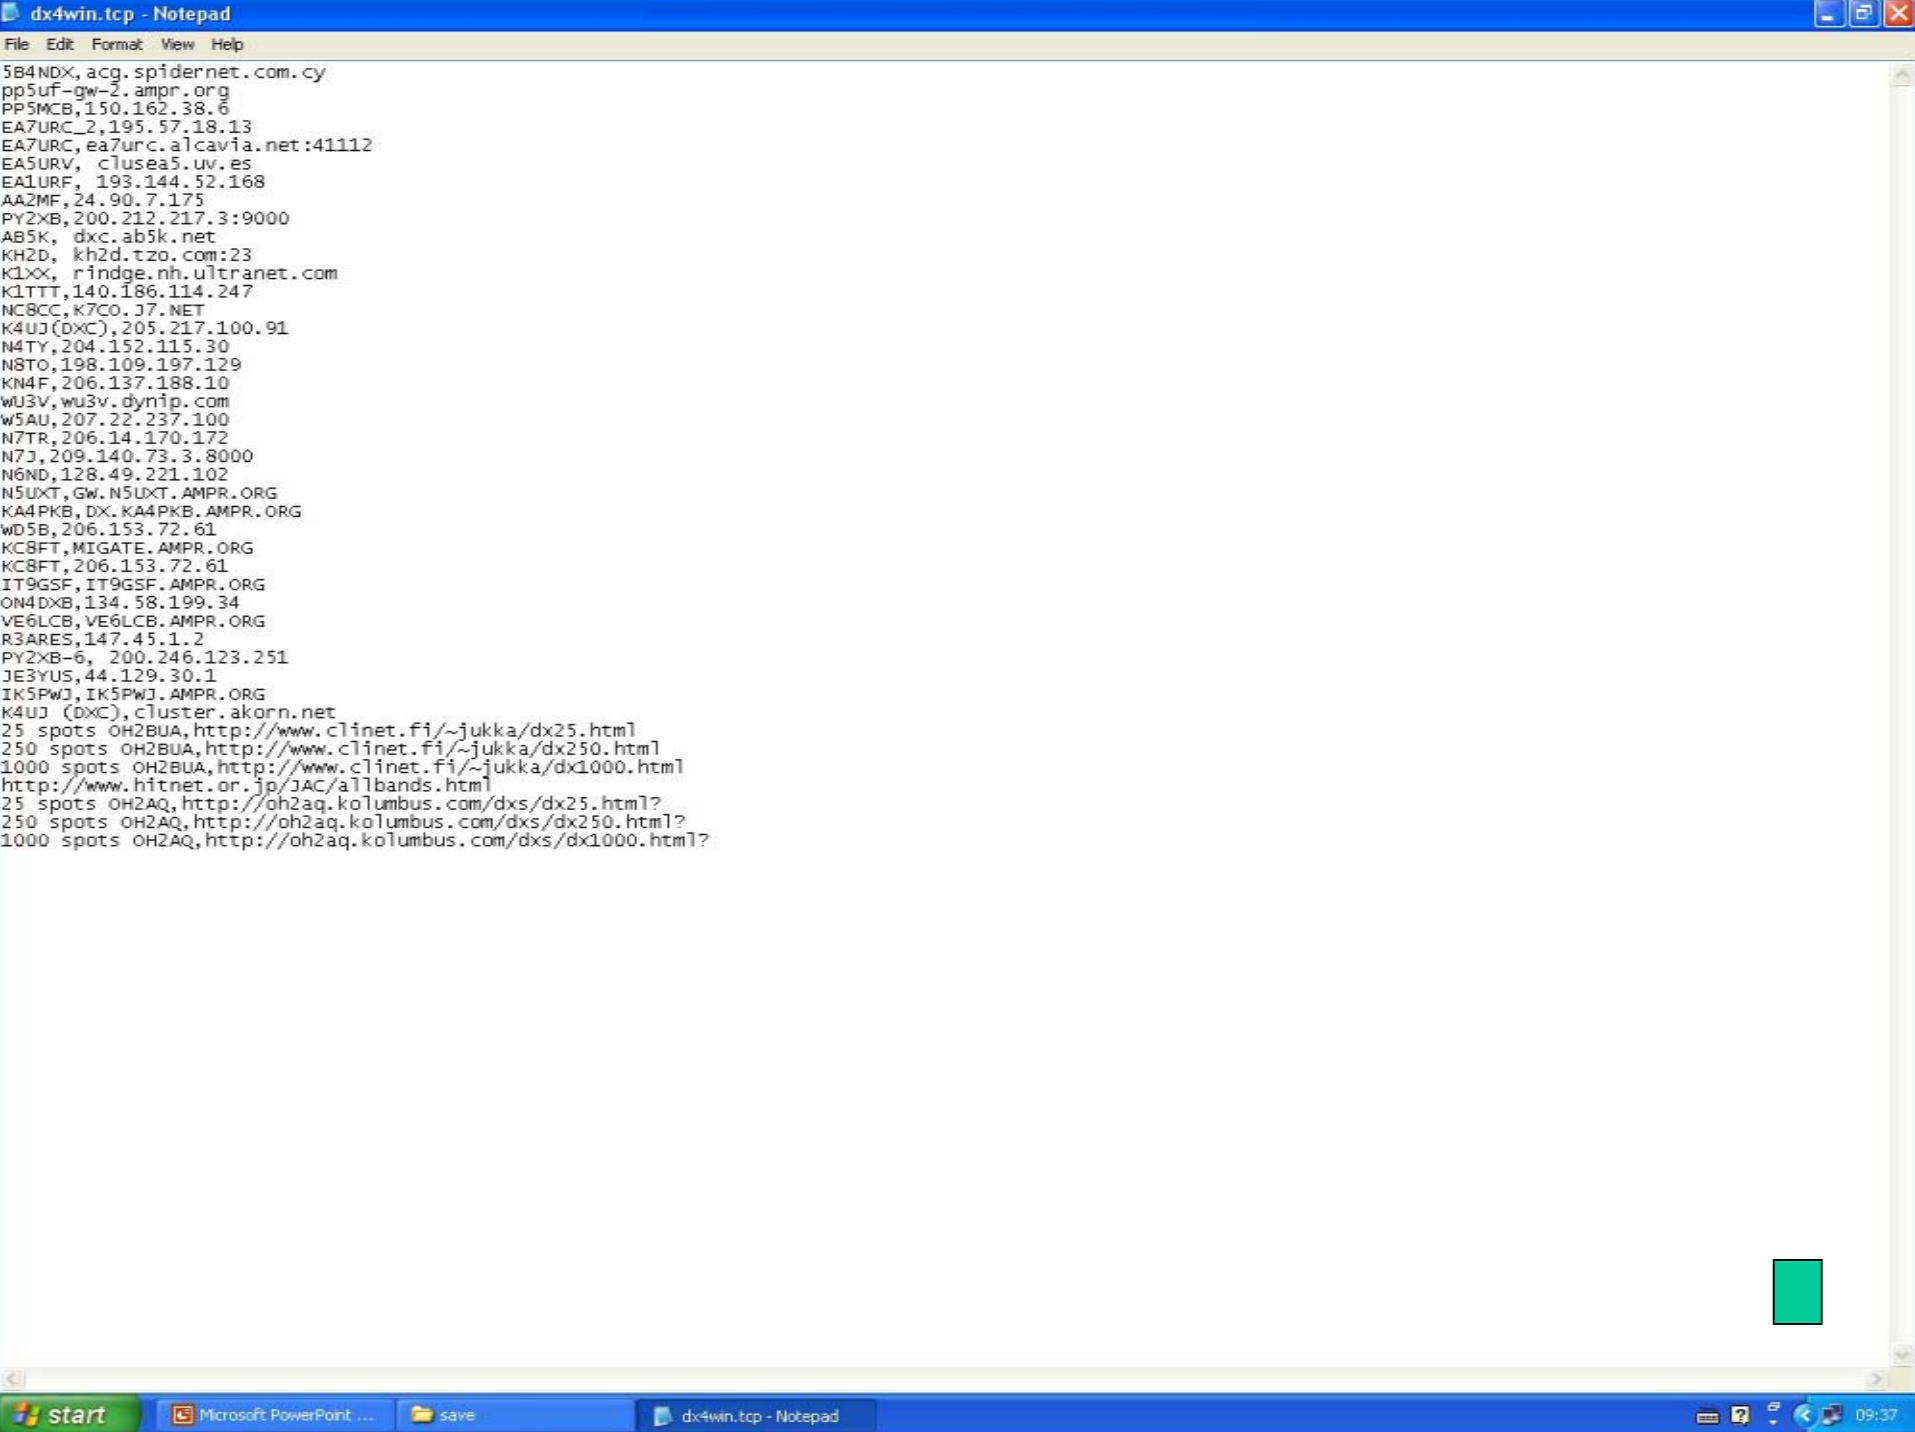 dx4win.tcp - Notepad
File Edit Format View Help
5B4NDX,acg.spidernet.com.cy
pp5uf-gw-2.ampr.org
PP5MCB,150.162.38.6
EA7URC_2,195.57.18.13
EA7URC,ea7urc.alcavia.net:41112
EA5URV, clusea5.uv.es
EA1URF, 193.144.52.168
AA2MF,24.90.7.175
PY2XB,200.212.217.3:9000
AB5K, dxc.ab5k.net
KH2D, kh2d.tzo.com:23
K1XX, rindge.nh.ultranet.com
K1TTT,140.186.114.247
NC8CC,K7CO.J7.NET
K4UJ(DXC),205.217.100.91
N4TY,204.152.115.30
N8TO,198.109.197.129
KN4F,206.137.188.10
WU3V,wu3v.dynip.com
W5AU,207.22.237.100
N7TR,206.14.170.172
N7J,209.140.73.3.8000
N6ND,128.49.221.102
N5UXT,GW.N5UXT.AMPR.ORG
KA4PKB,DX.KA4PKB.AMPR.ORG
WD5B,206.153.72.61
KC8FT,MIGATE.AMPR.ORG
KC8FT,206.153.72.61
IT9GSF,IT9GSF.AMPR.ORG
ON4DXB,134.58.199.34
VE6LCB,VE6LCB.AMPR.ORG
R3ARES,147.45.1.2
PY2XB-6, 200.246.123.251
JE3YUS,44.129.30.1
IK5PWJ,IK5PWJ.AMPR.ORG
K4UJ (DXC),cluster.akorn.net
25 spots OH2BUA,http://www.clinet.fi/~jukka/dx25.html
250 spots OH2BUA,http://www.clinet.fi/~jukka/dx250.html
1000 spots OH2BUA,http://www.clinet.fi/~jukka/dx1000.html
http://www.hitnet.or.jp/JAC/allbands.html
25 spots OH2AQ,http://oh2aq.kolumbus.com/dxs/dx25.html?
250 spots OH2AQ,http://oh2aq.kolumbus.com/dxs/dx250.html?
1000 spots OH2AQ,http://oh2aq.kolumbus.com/dxs/dx1000.html?
start Microsoft PowerPoint ... save dx4win.tcp - Notepad 09:37